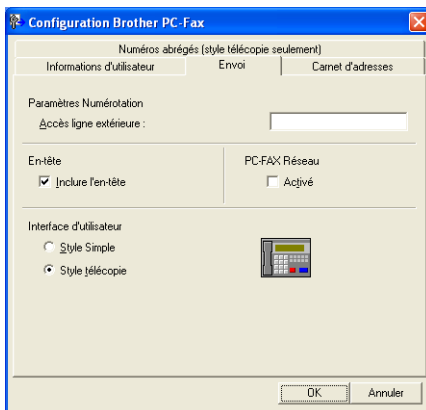 Configuration Brother PC-Fax
Numéros abrégés (style télécopie seulement)
Informations d'utilisateur Envoi Carnet d'adresses
Paramètres Numérotation
Accès ligne extérieure :
En-tête PC-FAX Réseau
Inclure l'en-tête Activé
Interface d'utilisateur
Style Simple
Style télécopie
OK Annuler